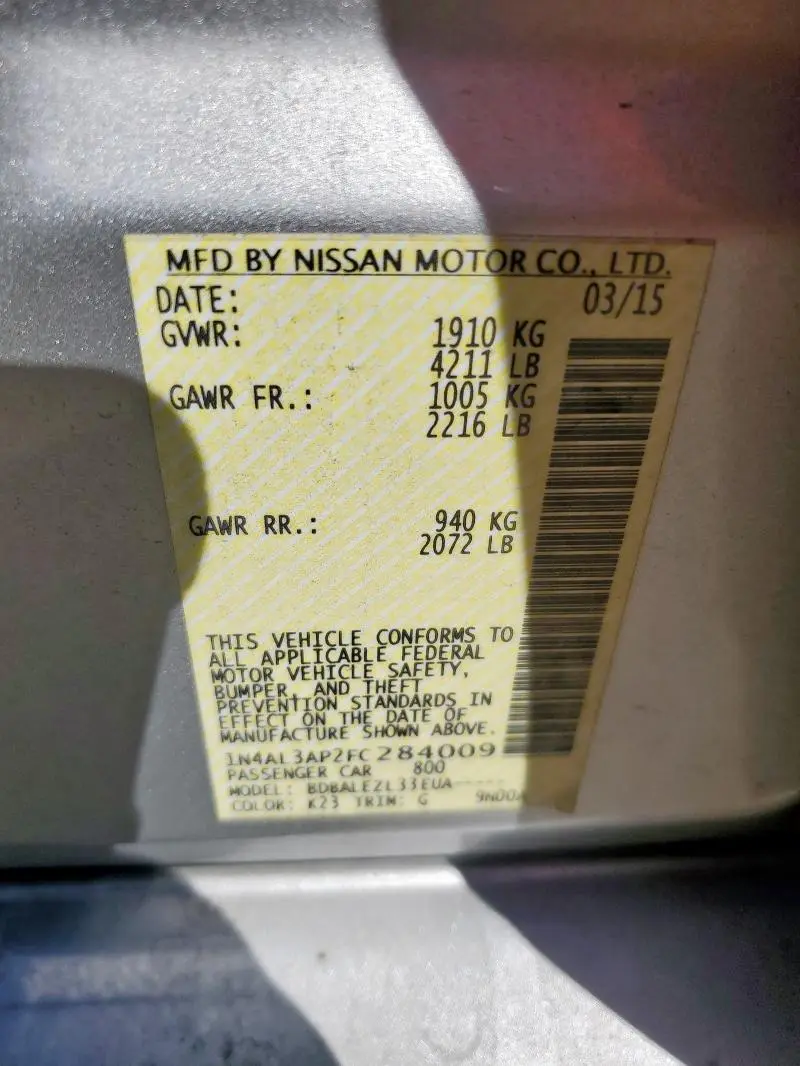 MFD BY NISSAN MOTOR CO., LTD.
DATE: 03/15
GVWR: 1910 KG
4211 LB
GAWR FR.: 1005 KG
2216 LB
GAWR RR.: 940 KG
2072 LB
THIS VEHICLE CONFORMS TO
ALL APPLICABLE FEDERAL
MOTOR VEHICLE SAFETY,
BUMPER, AND THEFT
PREVENTION STANDARDS IN
EFFECT ON THE DATE OF
MANUFACTURE SHOWN ABOVE.
1N4AL3AP2FC284009
PASSENGER CAR 800
MODEL: BDBALEZL33EUA-----
COLOR: K23 TRIM: G